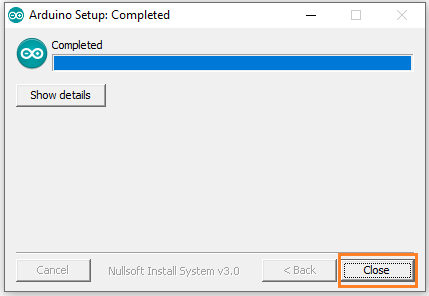 Arduino Setup: Completed
Completed
Show details
Cancel
Nullsoft Install System v3.0
< Back
Close